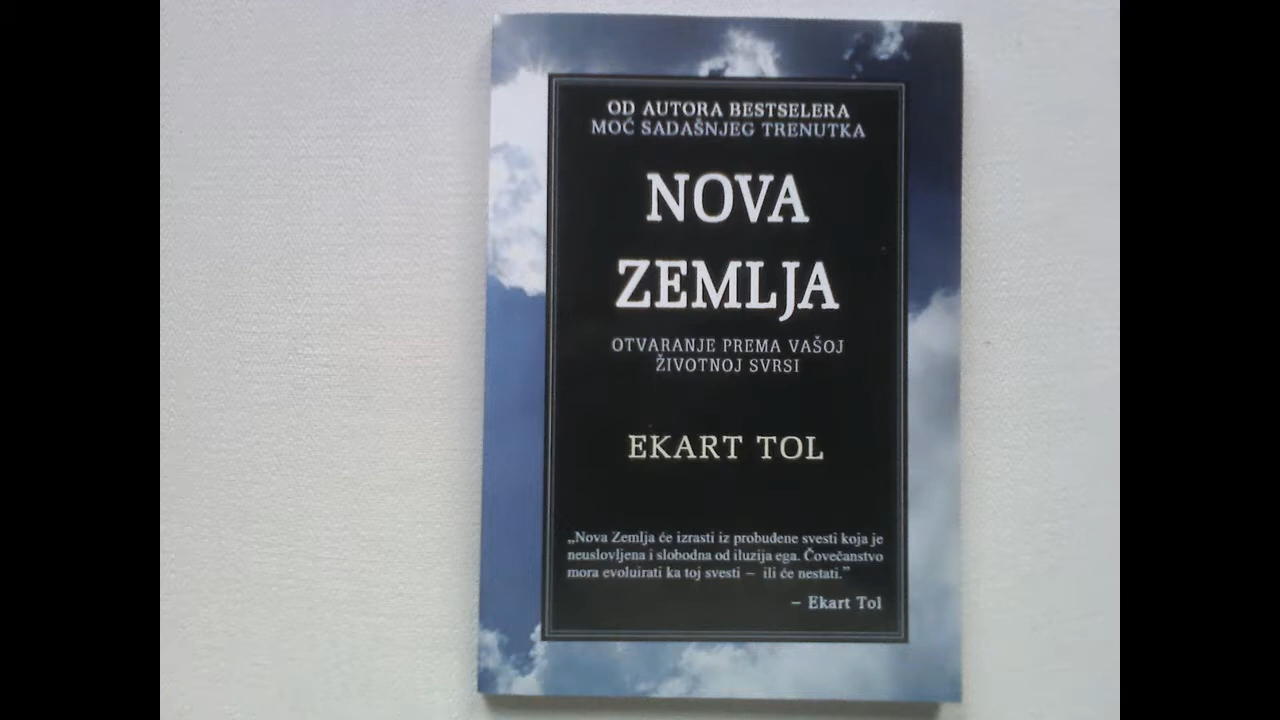 OD AUTORA BESTSELERA
MOĆ SADAŠNJEG TRENUTKA
NOVA
ZEMLJA
OTVARANJE PREMA VAŠOJ
ŽIVOTNOJ SVRSI
EKART TOL
„Nova Zemlja će izrasti iz probuđene svesti koja je
neuslovljena i slobodna od iluzija ega. Čovečanstvo
mora evoluirati ka toj svesti – ili će nestati.”
– Ekart Tol